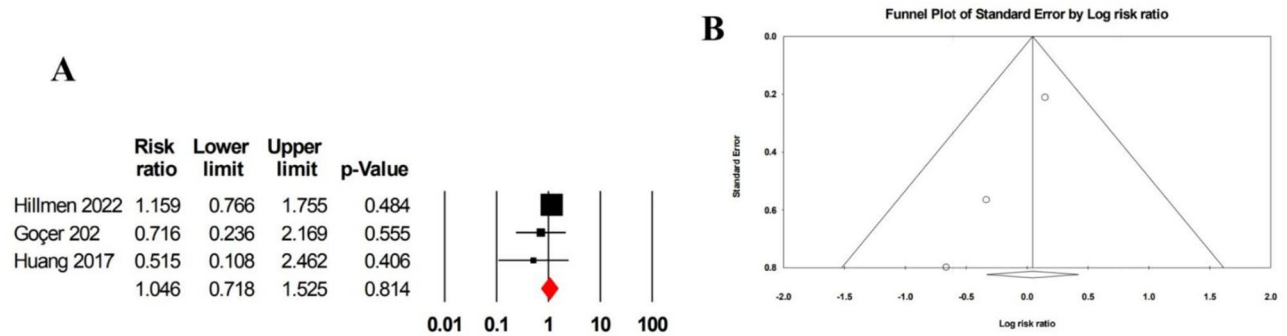 A
Risk Lower Upper
ratio limit limit p-Value
Hillmen 2022 1.159 0.766 1.755 0.484
Goçer 202 0.716 0.236 2.169 0.555
Huang 2017 0.515 0.108 2.462 0.406
1.046 0.718 1.525 0.814
0.01 0.1 1 10 100
B
Funnel Plot of Standard Error by Log risk ratio
Standard Error
0.0
0.2
0.4
0.6
0.8
-2.0 -1.5 -1.0 -0.5 0.0 0.5 1.0 1.5 2.0
Log risk ratio